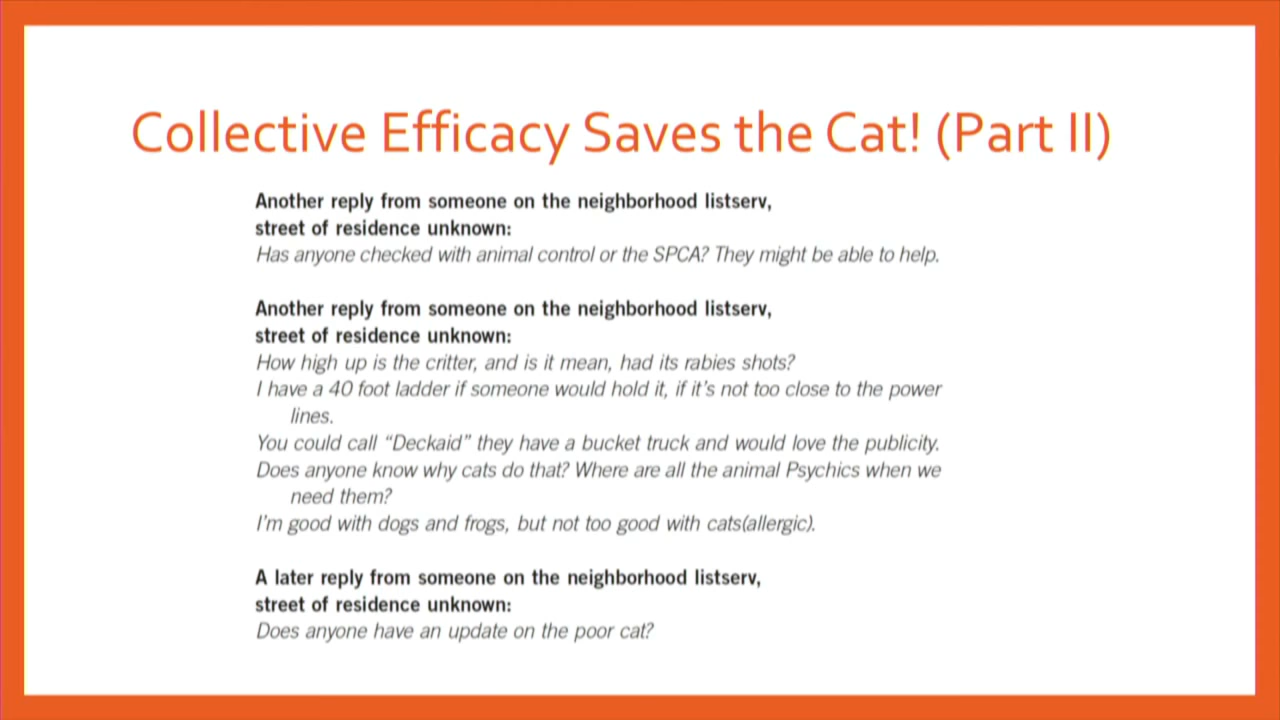 Collective Efficacy Saves the Cat! (Part II)
Another reply from someone on the neighborhood listserv,
street of residence unknown:
Has anyone checked with animal control or the SPCA? They might be able to help.
Another reply from someone on the neighborhood listserv,
street of residence unknown:
How high up is the critter, and is it mean, had its rabies shots?
I have a 40 foot ladder if someone would hold it, if it's not too close to the power
lines.
You could call “Deckaid” they have a bucket truck and would love the publicity.
Does anyone know why cats do that? Where are all the animal Psychics when we
need them?
I'm good with dogs and frogs, but not too good with cats(allergic).
A later reply from someone on the neighborhood listserv,
street of residence unknown:
Does anyone have an update on the poor cat?